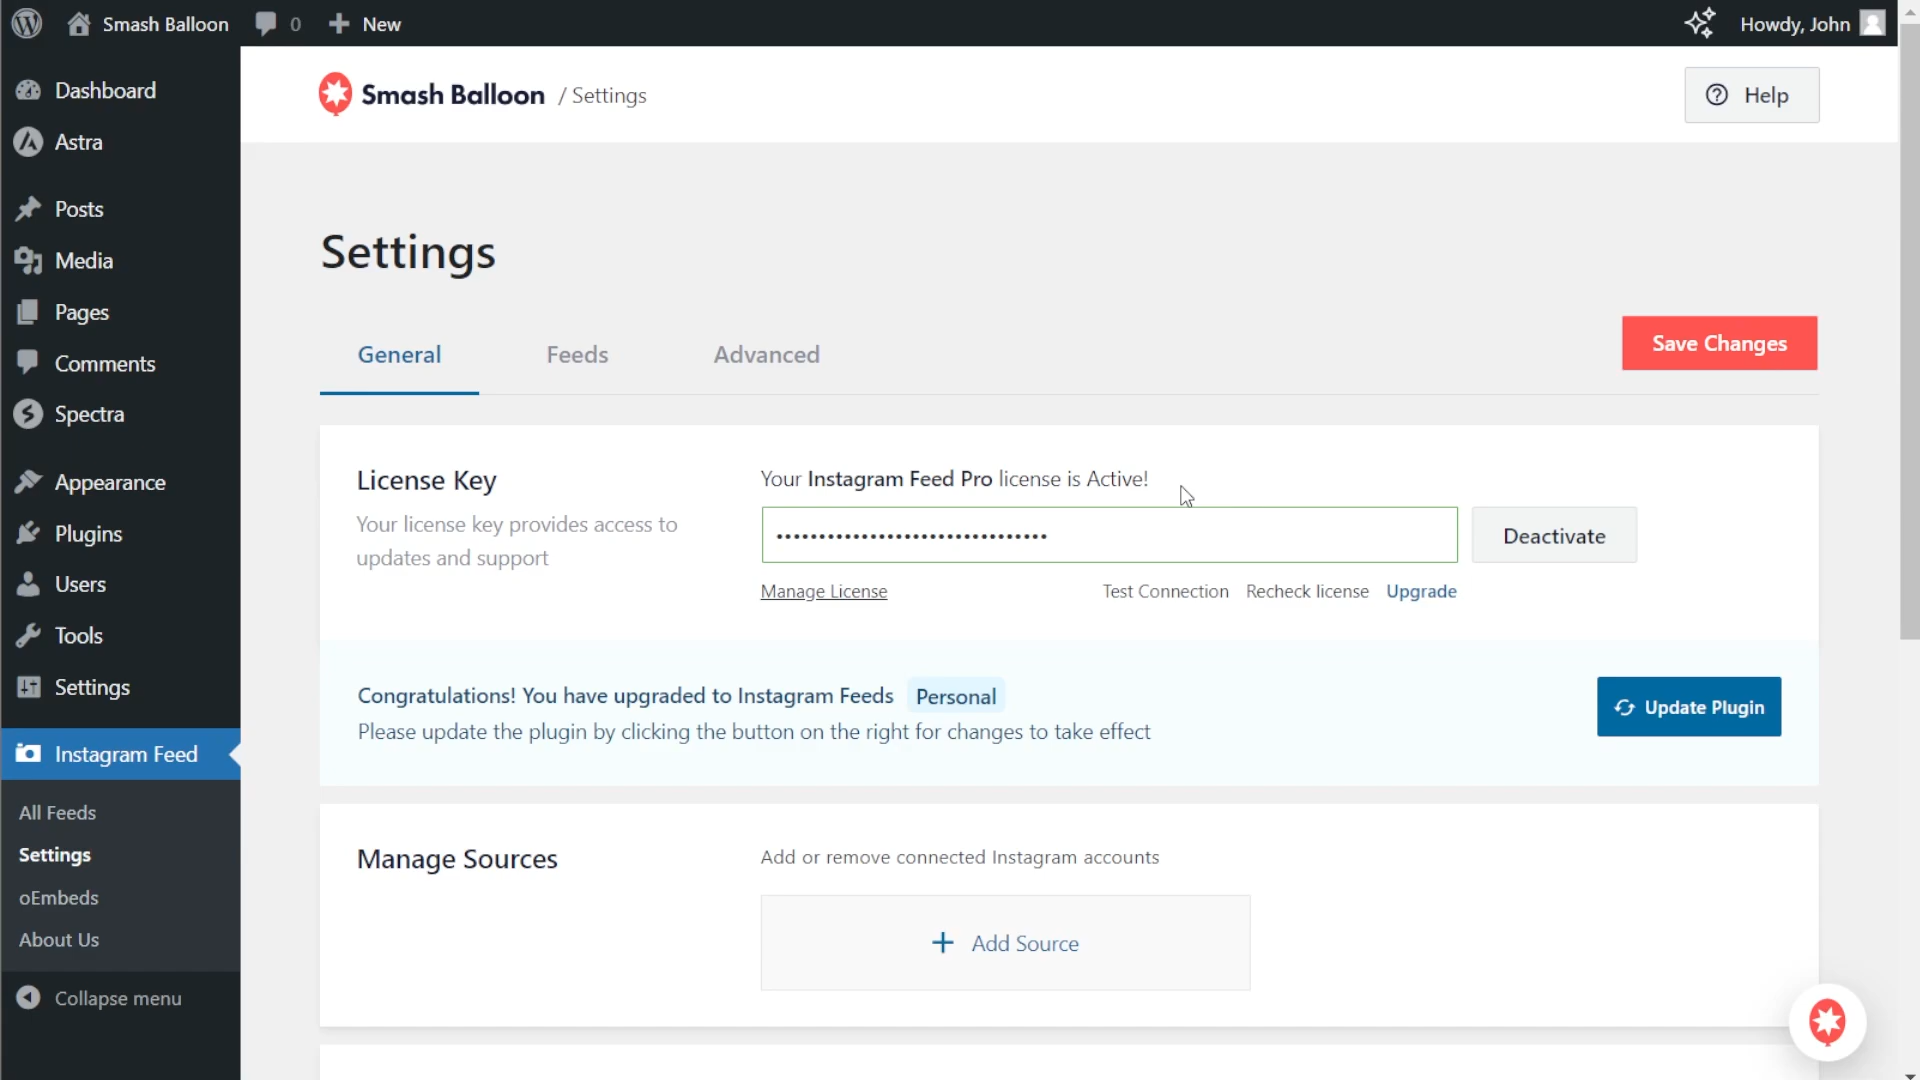 Smash Balloon
0
New
Howdy, John
Dashboard
Astra
Posts
Media
Pages
Comments
Spectra
Appearance
Plugins
Users
Tools
Settings
Instagram Feed
All Feeds
Settings
oEmbeds
About Us
Collapse menu
Smash Balloon / Settings
Help
Settings
General
Feeds
Advanced
Save Changes
License Key
Your license key provides access to
updates and support
Your Instagram Feed Pro license is Active!
•••••••••••••••••••••••••••••••• 
Deactivate
Manage License
Test Connection
Recheck license
Upgrade
Congratulations! You have upgraded to Instagram Feeds Personal
Please update the plugin by clicking the button on the right for changes to take effect
Update Plugin
Manage Sources
Add or remove connected Instagram accounts
+ Add Source